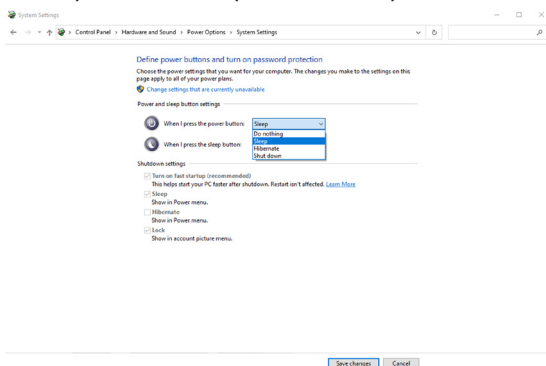 System Settings
Control Panel > Hardware and Sound > Power Options > System Settings
Define power buttons and turn on password protection
Choose the power settings that you want for your computer. The changes you make to the settings on this
page apply to all of your power plans.
Change settings that are currently unavailable
Power and sleep button settings
When I press the power button: Sleep
Do nothing
Sleep
Hibernate
Shut down
When I press the sleep button:
Shutdown settings
Turn on fast startup (recommended)
This helps start your PC faster after shutdown. Restart isn't affected. Learn More
Sleep
Show in Power menu.
Hibernate
Show in Power menu.
Lock
Show in account picture menu.
Save changes Cancel